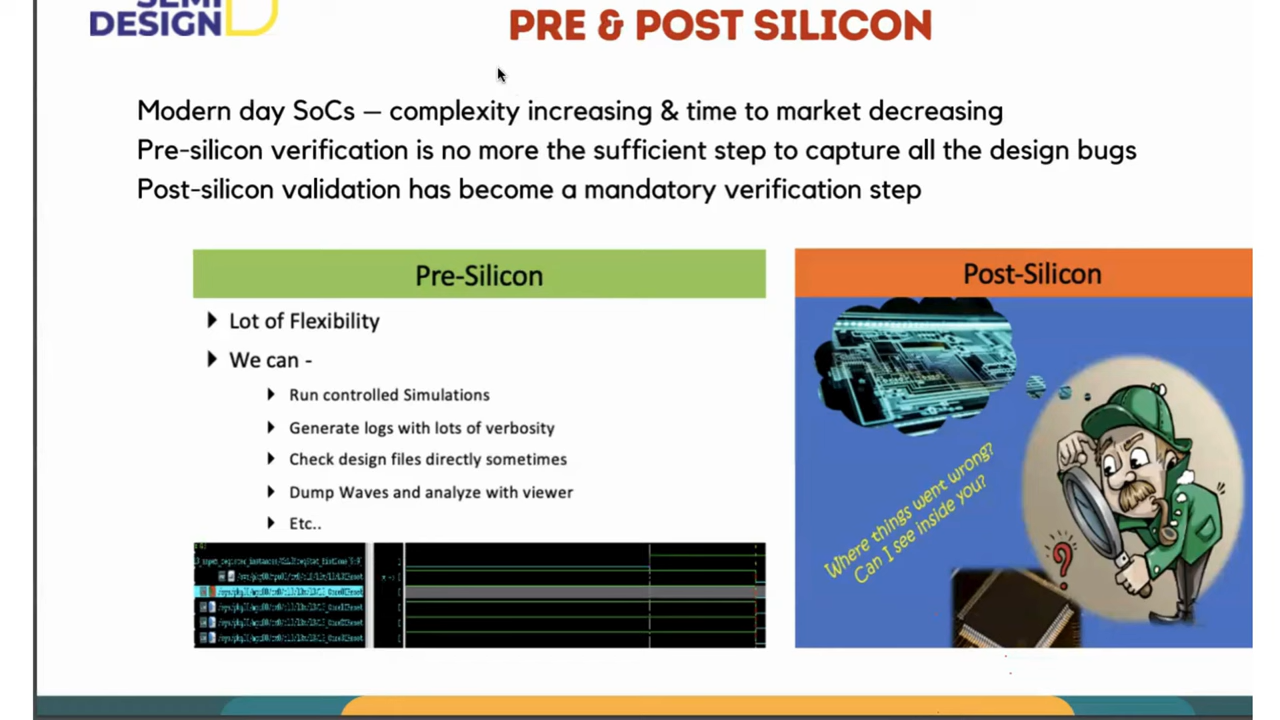 SEMI
DESIGN
PRE & POST SILICON
Modern day SoCs – complexity increasing & time to market decreasing
Pre-silicon verification is no more the sufficient step to capture all the design bugs
Post-silicon validation has become a mandatory verification step
Pre-Silicon
Lot of Flexibility
We can -
Run controlled Simulations
Generate logs with lots of verbosity
Check design files directly sometimes
Dump Waves and analyze with viewer
Etc..
Post-Silicon
Where things went wrong?
Can I see inside you?
?